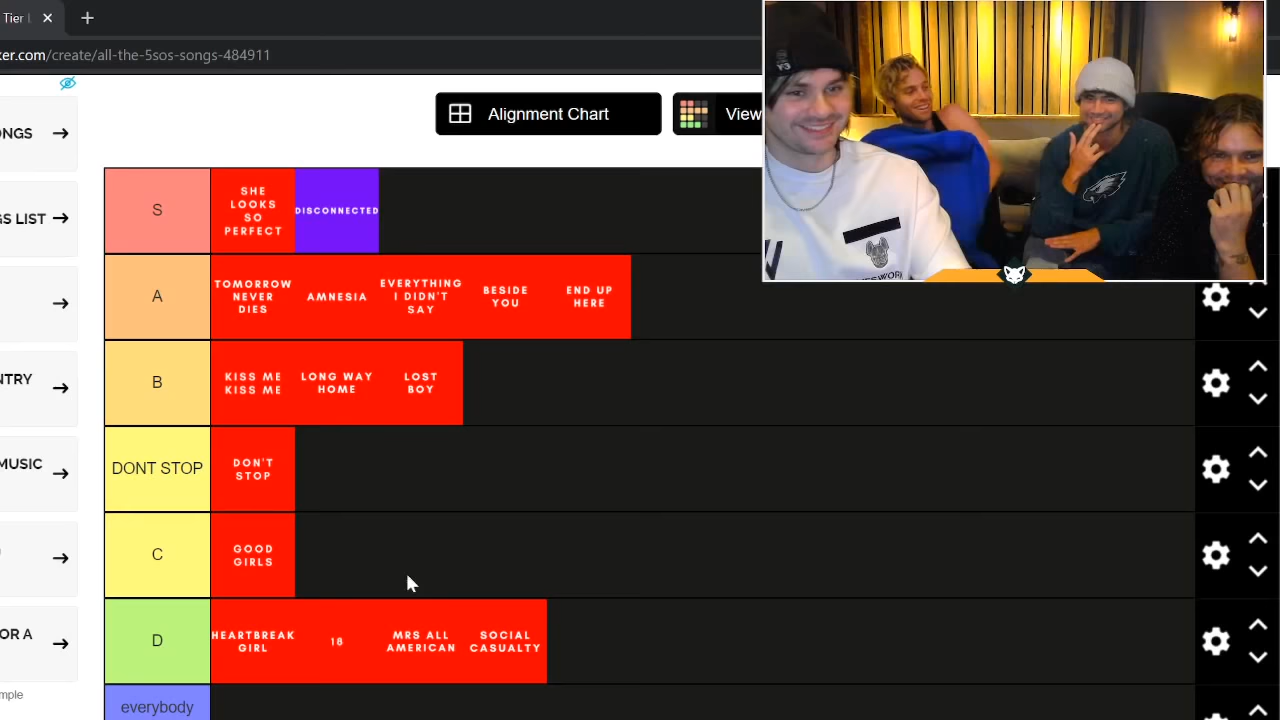 Tier
ker.com/create/all-the-5sos-songs-484911
ONGS
GS LIST
NTRY
MUSIC
OR A
mple
Alignment Chart
View
Y3
S
SHE
LOOKS
SO
PERFECT
DISCONNECTED
A
TOMORROW
NEVER
DIES
AMNESIA
EVERYTHING
I DIDN'T
SAY
BESIDE
YOU
END UP
HERE
B
KISS ME
KISS ME
LONG WAY
HOME
LOST
BOY
DONT STOP
DON'T
STOP
C
GOOD
GIRLS
D
HEARTBREAK
GIRL
18
MRS ALL
AMERICAN
SOCIAL
CASUALTY
everybody